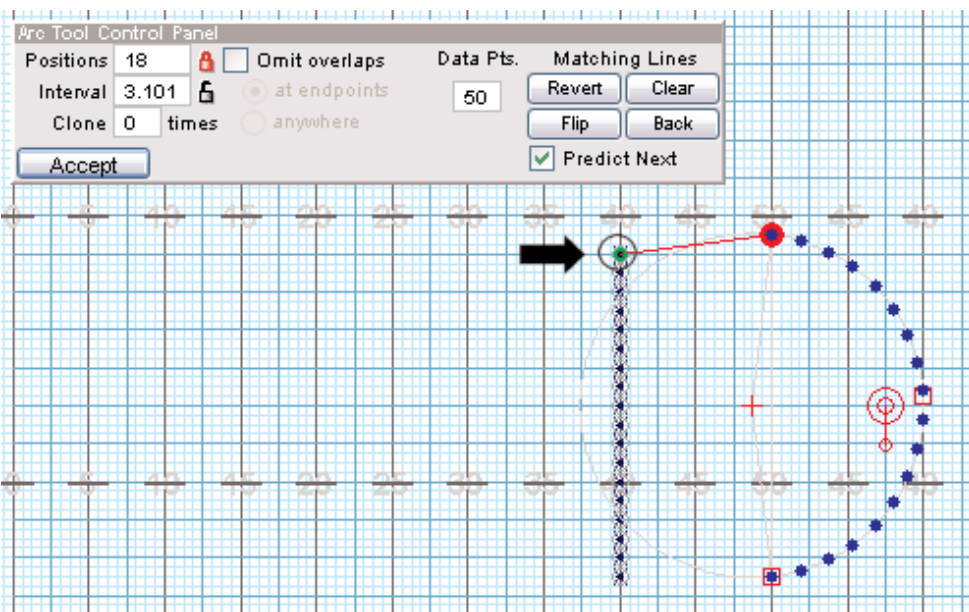 Arc Tool Control Panel
Positions 18 Omit overlaps Data Pts. Matching Lines
Interval 3.101 at endpoints 50 Revert Clear
Clone 0 times anywhere Flip Back
Accept Predict Next
0 5 10 15 20 25 30 35 40 45 50 45 40
0 5 10 15 20 25 30 35 40 45 50 45 40